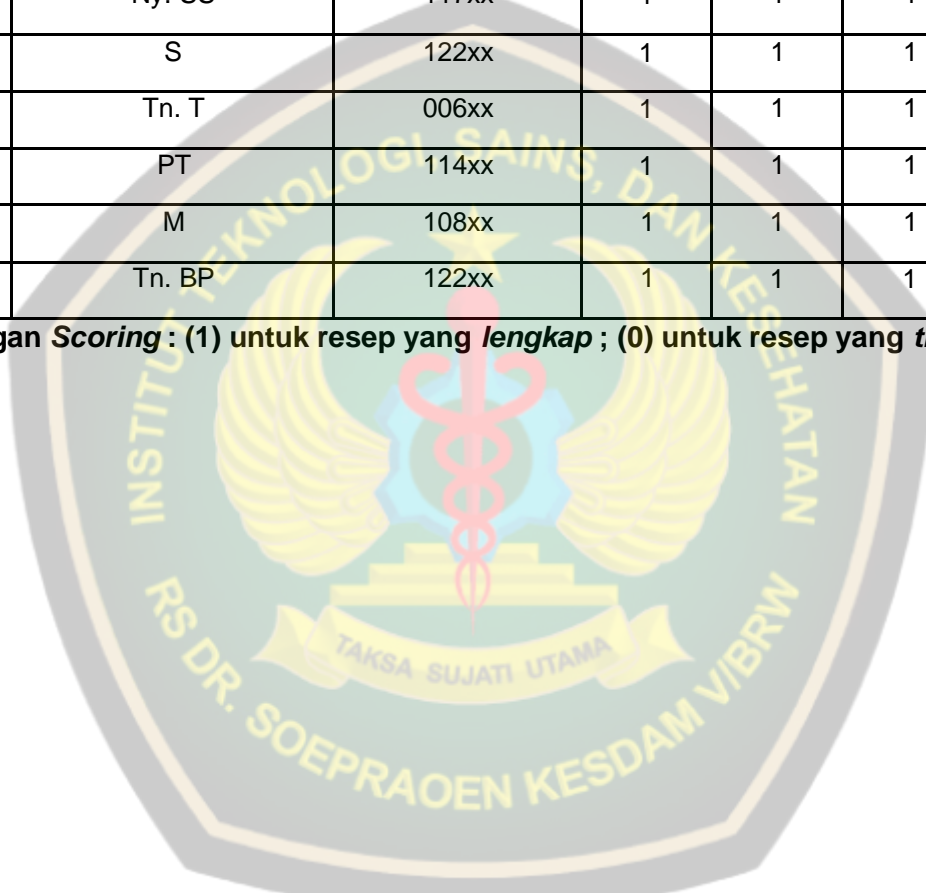 S 122xx 1 1 1
Tn. T 006xx 1 1 1
PT 114xx 1 1 1
M 108xx 1 1 1
Tn. BP 122xx 1 1 1
Scoring : (1) untuk resep yang lengkap ; (0) untuk resep yang
INSTITUT TEKNOLOGI SAINS, DAN KESEHATAN
TAKSA SUJATI UTAMA
RS DR. SOEPRAOEN KESDAM V/BRW